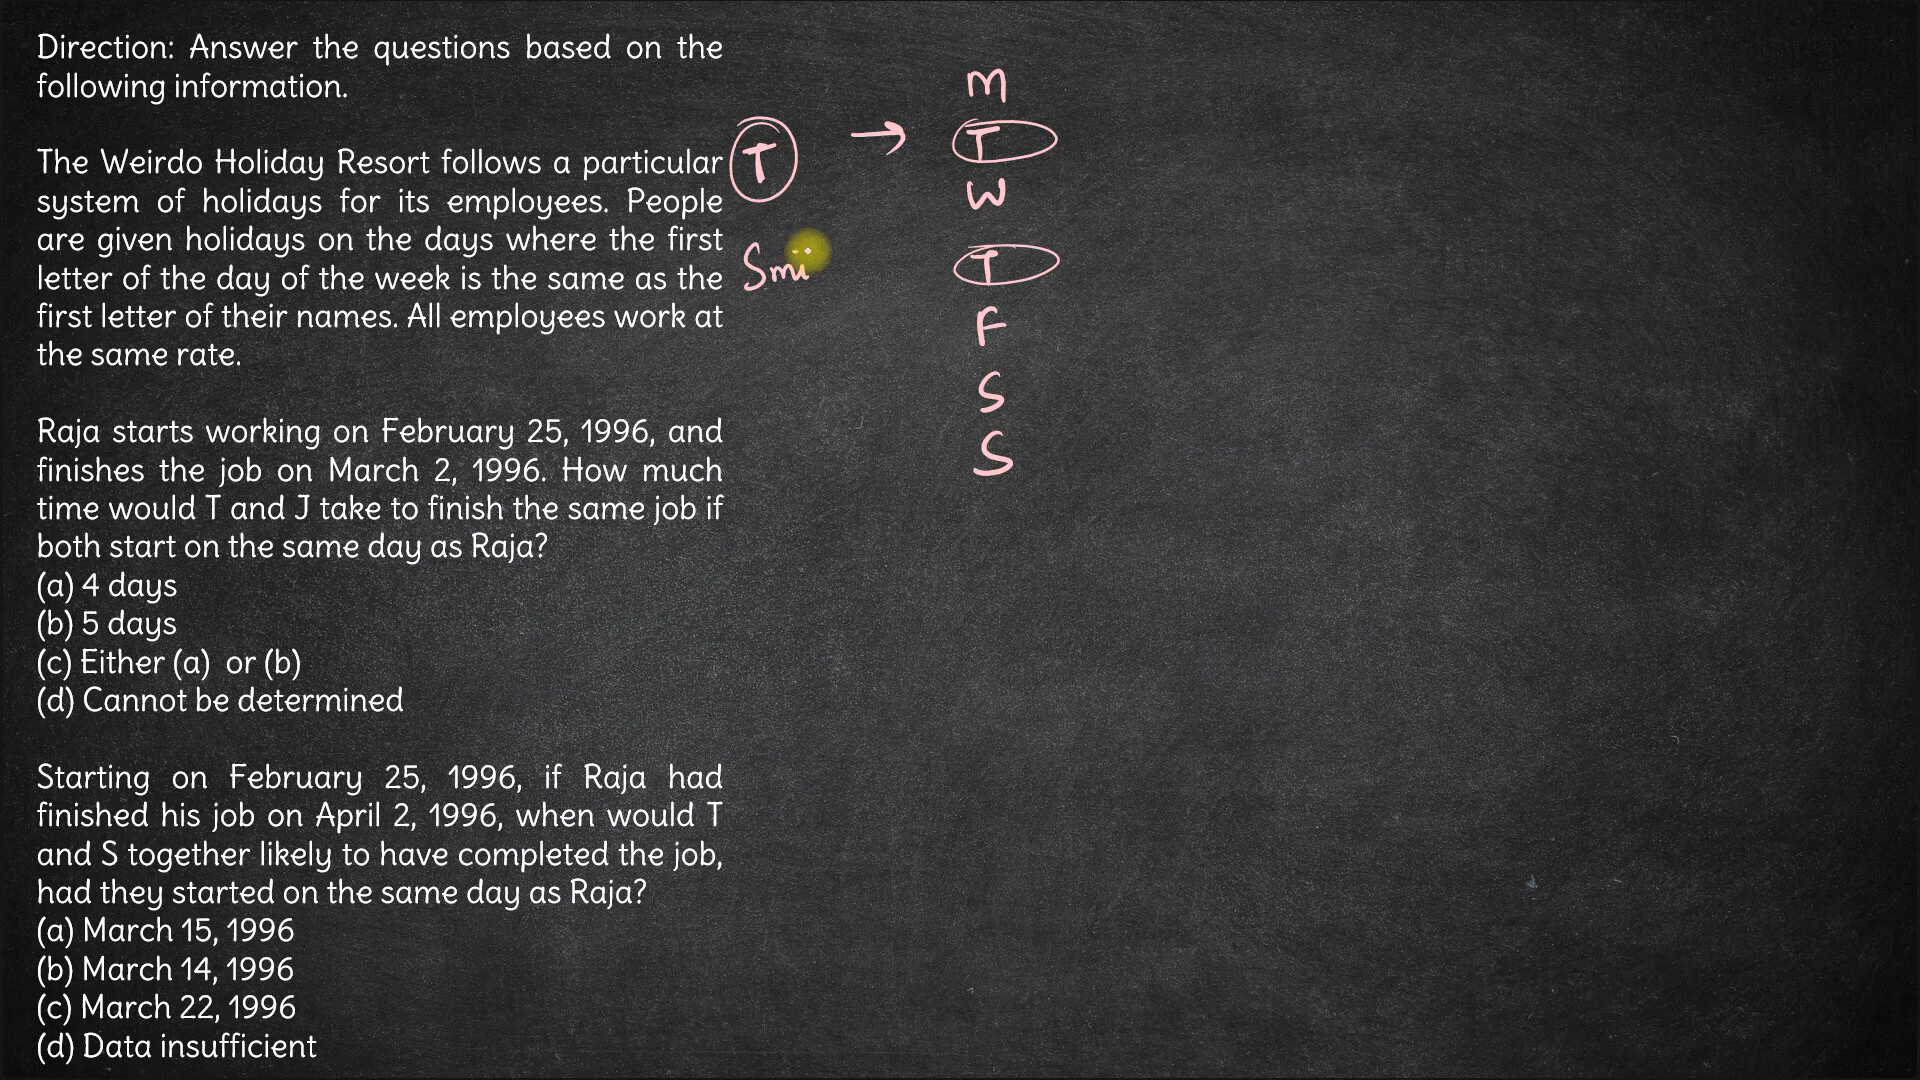 Direction: Answer the questions based on the
following information.
The Weirdo Holiday Resort follows a particular
system of holidays for its employees. People
are given holidays on the days where the first
letter of the day of the week is the same as the
first letter of their names. All employees work at
the same rate.
Raja starts working on February 25, 1996, and
finishes the job on March 2, 1996. How much
time would T and J take to finish the same job if
both start on the same day as Raja?
(a) 4 days
(b) 5 days
(c) Either (a) or (b)
(d) Cannot be determined
Starting on February 25, 1996, if Raja had
finished his job on April 2, 1996, when would T
and S together likely to have completed the job,
had they started on the same day as Raja?
(a) March 15, 1996
(b) March 14, 1996
(c) March 22, 1996
(d) Data insufficient
T →
Smi
M
T
W
T
F
S
S